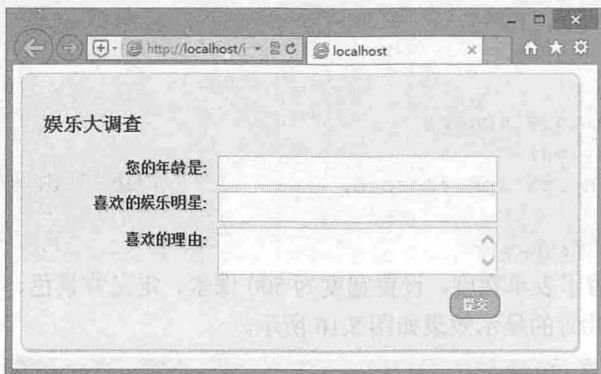 http://localhost/i
localhost
娱乐大调查
您的年龄是:
喜欢的娱乐明星:
喜欢的理由:
提交